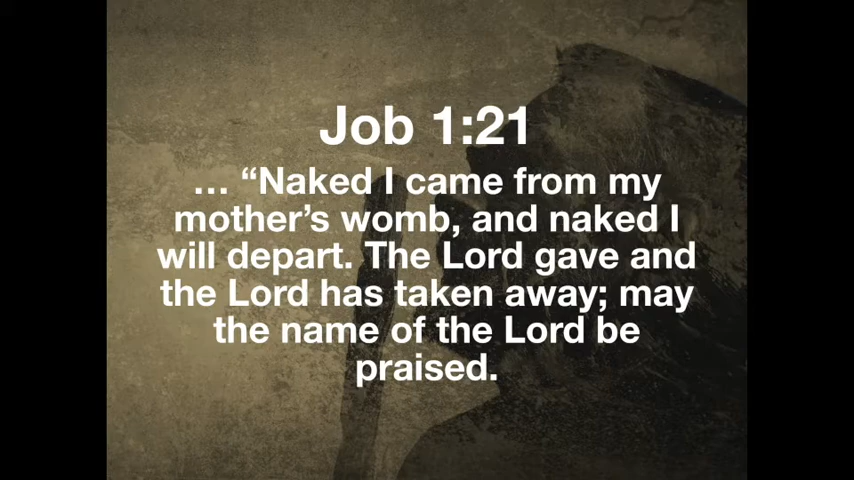 Job 1:21
… “Naked I came from my
mother’s womb, and naked I
will depart. The Lord gave and
the Lord has taken away; may
the name of the Lord be
praised.